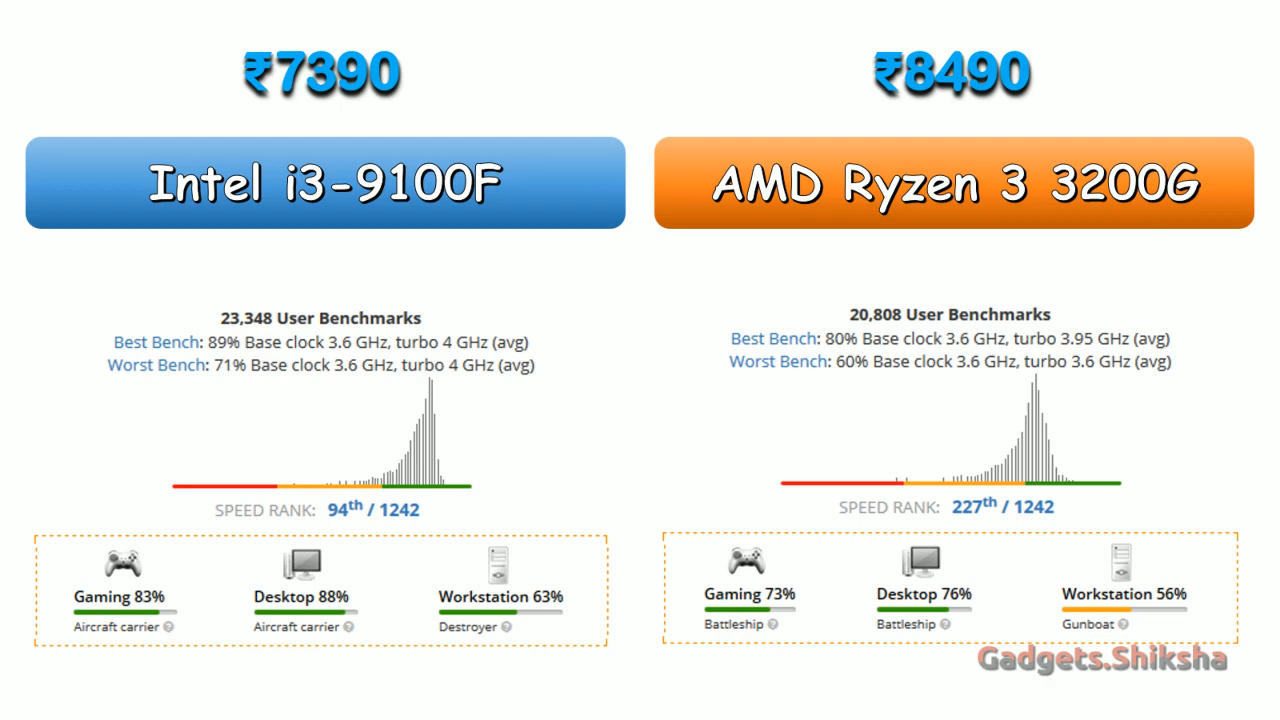 ₹7390
Intel i3-9100F
23,348 User Benchmarks
Best Bench: 89% Base clock 3.6 GHz, turbo 4 GHz (avg)
Worst Bench: 71% Base clock 3.6 GHz, turbo 4 GHz (avg)
SPEED RANK: 94th / 1242
Gaming 83%
Desktop 88%
Workstation 63%
Aircraft carrier ?
Aircraft carrier ?
Destroyer ?
₹8490
AMD Ryzen 3 3200G
20,808 User Benchmarks
Best Bench: 80% Base clock 3.6 GHz, turbo 3.95 GHz (avg)
Worst Bench: 60% Base clock 3.6 GHz, turbo 3.6 GHz (avg)
SPEED RANK: 227th / 1242
Gaming 73%
Desktop 76%
Workstation 56%
Battleship ?
Battleship ?
Gunboat ?
Gadgets.Shiksha